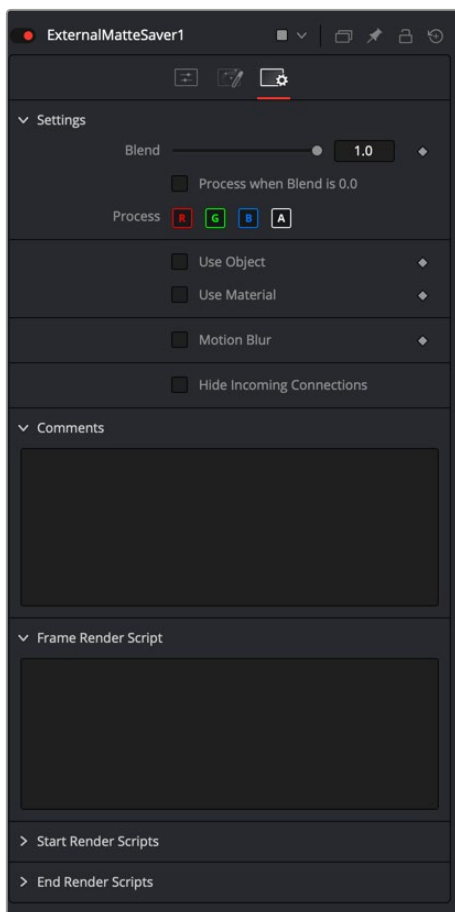 ExternalMatteSaver1
Settings
Blend 1.0
Process when Blend is 0.0
Process R G B A
Use Object
Use Material
Motion Blur
Hide Incoming Connections
Comments
Frame Render Script
Start Render Scripts
End Render Scripts